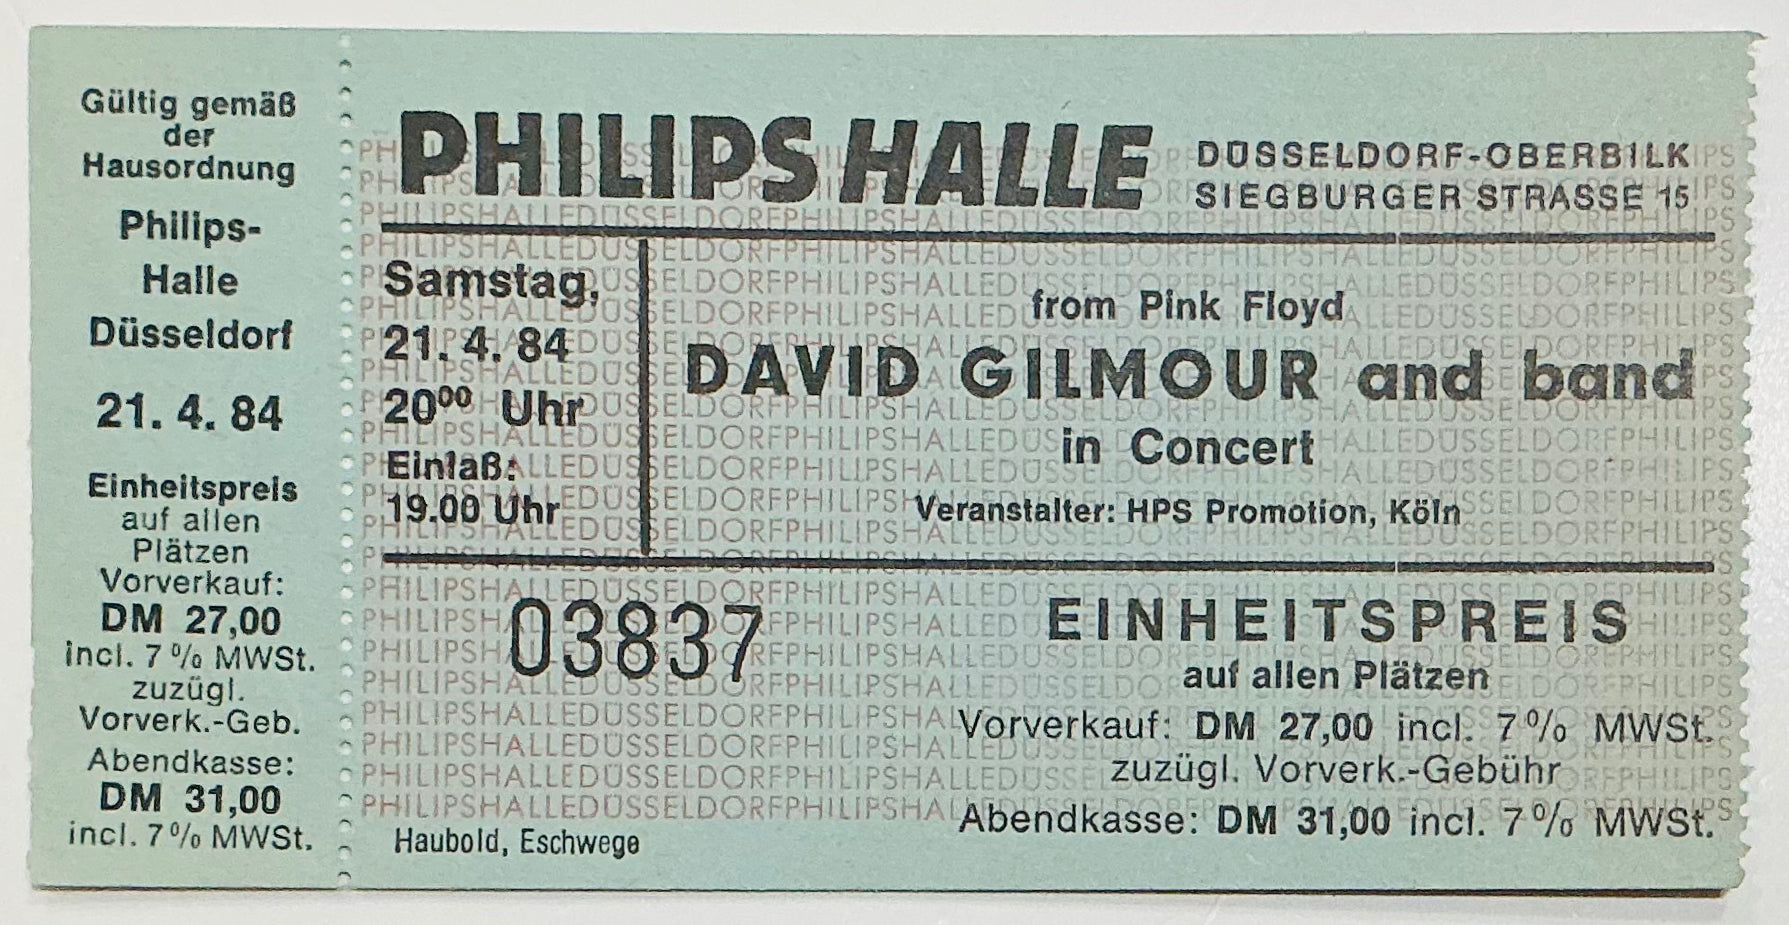 Gültig gemäß
der
Hausordnung
Philips-
Halle
Düsseldorf
21. 4. 84
Einheitspreis
auf allen
Plätzen
Vorverkauf:
DM 27,00
incl. 7% MWSt.
zuzügl.
Vorverk.-Geb.
Abendkasse:
DM 31,00
incl. 7% MWSt.
PHILIPSHALLE
DÜSSELDORF-OBERBILK
SIEGBURGER STRASSE 15
Samstag,
21. 4. 84
20⁰⁰ Uhr
Einlaß:
19.00 Uhr
from Pink Floyd
DAVID GILMOUR and band
in Concert
Veranstalter: HPS Promotion, Köln
03837
EINHEITSPREIS
auf allen Plätzen
Vorverkauf: DM 27,00 incl. 7% MWSt.
zuzügl. Vorverk.-Gebühr
Abendkasse: DM 31,00 incl. 7% MWSt.
Haubold, Eschwege
PHILIPSHALLEDÜSSELDORFPHILIPSHALLEDÜSSELDORFPHILIPS